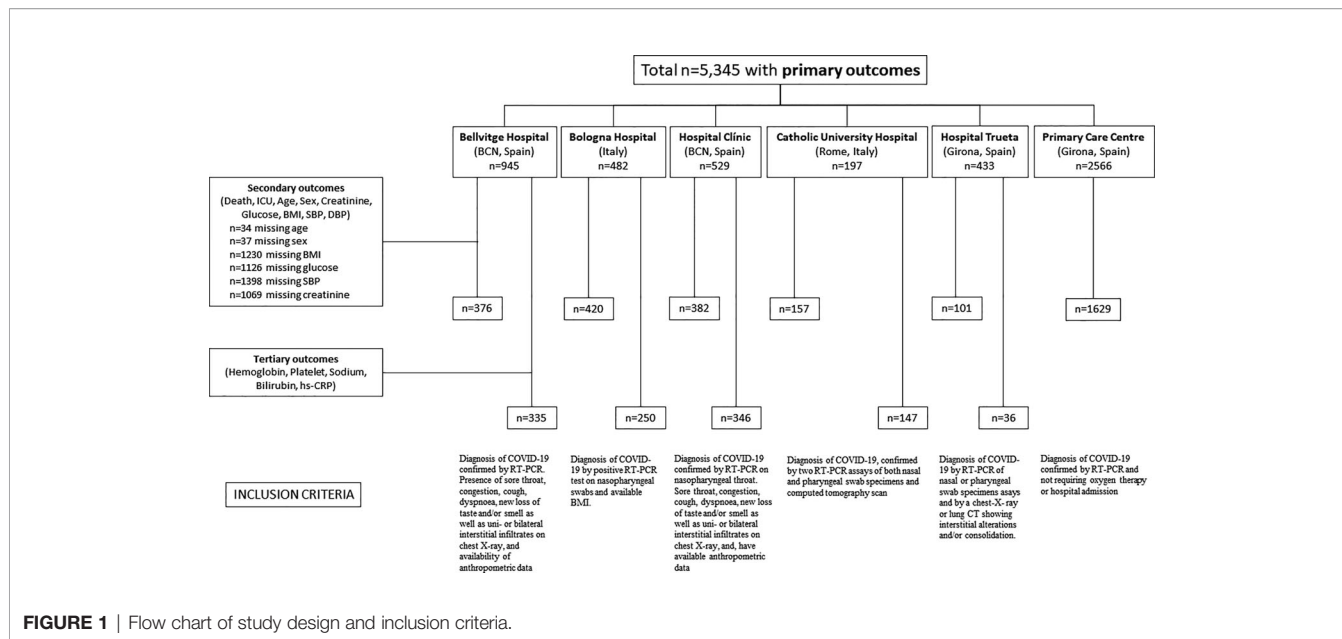 Total n=5,345 with primary outcomes
Bellvitge Hospital
(BCN, Spain)
n=945
Bologna Hospital
(Italy)
n=482
Hospital Clínic
(BCN, Spain)
n=529
Catholic University Hospital
(Rome, Italy)
n=197
Hospital Trueta
(Girona, Spain)
n=433
Primary Care Centre
(Girona, Spain)
n=2566
Secondary outcomes
(Death, ICU, Age, Sex, Creatinine,
Glucose, BMI, SBP, DBP)
n=34 missing age
n=37 missing sex
n=1230 missing BMI
n=1126 missing glucose
n=1398 missing SBP
n=1069 missing creatinine
n=376
n=420
n=382
n=157
n=101
n=1629
Tertiary outcomes
(Hemoglobin, Platelet, Sodium,
Bilirubin, hs-CRP)
n=335
n=250
n=346
n=147
n=36
INCLUSION CRITERIA
Diagnosis of COVID-19
confirmed by RT-PCR.
Presence of sore throat,
congestion, cough,
dyspnoea, new loss of
taste and/or smell as
well as uni- or bilateral
interstitial infiltrates on
chest X-ray, and
availability of
anthropometric data
Diagnosis of COVID-
19 by positive RT-PCR
test on nasopharyngeal
swabs and available
BMI.
Diagnosis of COVID-19
confirmed by RT-PCR on
nasopharyngeal throat.
Sore throat, congestion,
cough, dyspnoea, new loss
of taste and/or smell as
well as uni- or bilateral
interstitial infiltrates on
chest X-ray, and, have
available anthropometric
data
Diagnosis of COVID-19, confirmed
by two RT-PCR assays of both nasal
and pharyngeal swab specimens and
computed tomography scan
Diagnosis of COVID-
19 by RT-PCR of
nasal or pharyngeal
swab specimens assays
and by a chest-X- ray
or lung CT showing
interstitial alterations
and/or consolidation.
Diagnosis of COVID-19
confirmed by RT-PCR and
not requiring oxygen therapy
or hospital admission
FIGURE 1 | Flow chart of study design and inclusion criteria.